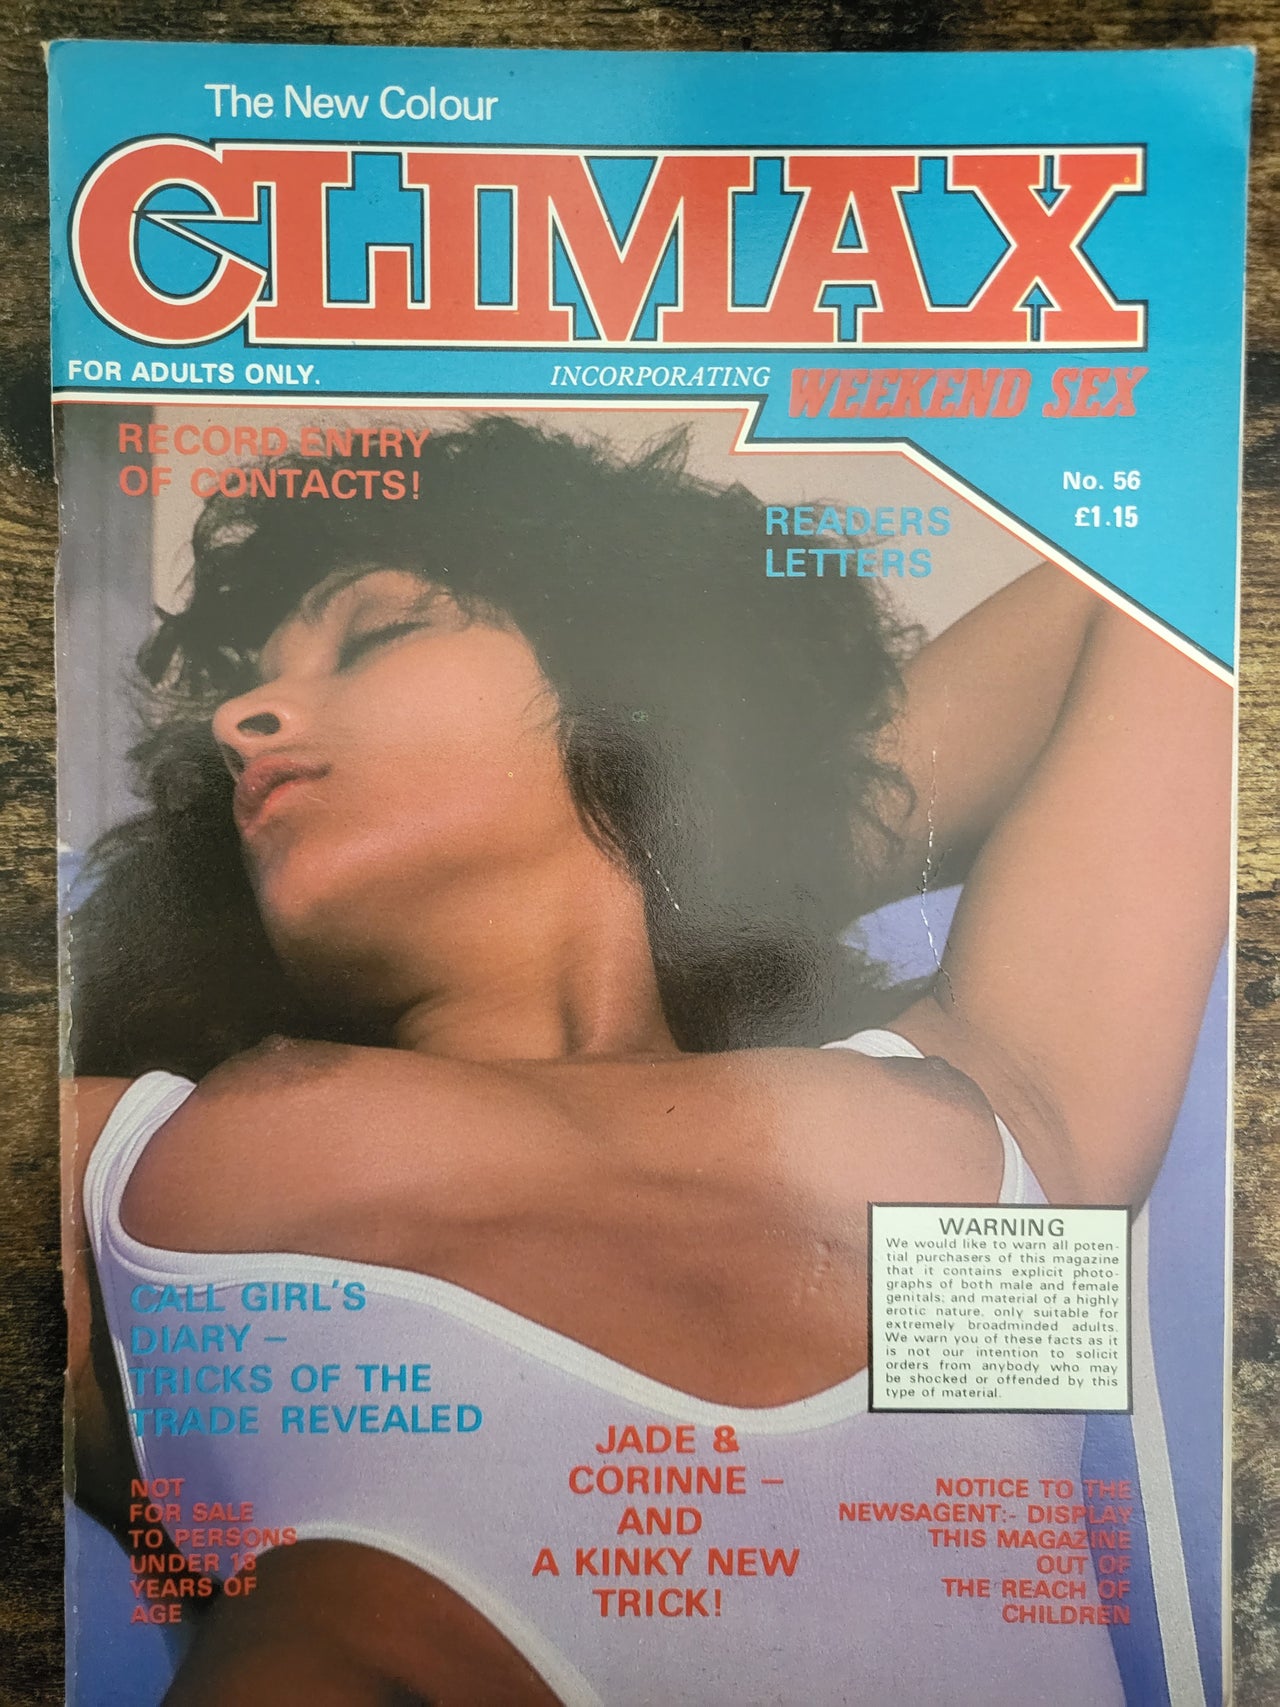 The New Colour
CLIMAX
FOR ADULTS ONLY.
INCORPORATING WEEKEND SEX
RECORD ENTRY
OF CONTACTS!
No. 56
£1.15
READERS
LETTERS
WARNING
We would like to warn all poten-
tial purchasers of this magazine
that it contains explicit photo-
graphs of both male and female
genitals; and material of a highly
erotic nature, only suitable for
extremely broadminded adults.
We warn you of these facts as it
is not our intention to solicit
orders from anybody who may
be shocked or offended by this
type of material.
CALL GIRL'S
DIARY –
TRICKS OF THE
TRADE REVEALED
JADE &
CORINNE –
AND
A KINKY NEW
TRICK!
NOT
FOR SALE
TO PERSONS
UNDER 18
YEARS OF
AGE
NOTICE TO THE
NEWSAGENT:- DISPLAY
THIS MAGAZINE
OUT OF
THE REACH OF
CHILDREN